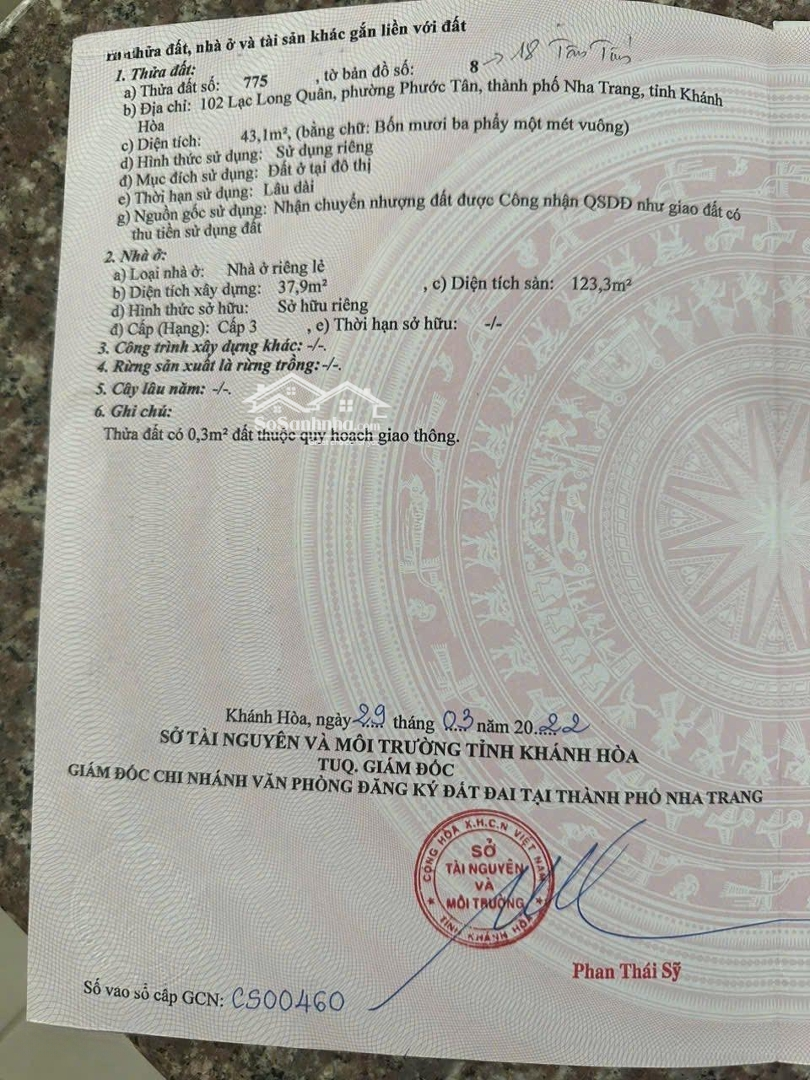 thửa đất, nhà ở và tài sản khác gắn liền với đất
1. Thửa đất:
a) Thửa đất số: 775 , tờ bản đồ số: 8 → 18
b) Địa chỉ: 102 Lạc Long Quân, phường Phước Tân, thành phố Nha Trang, tỉnh Khánh
Hòa
c) Diện tích: 43,1m², (bằng chữ: Bốn mươi ba phẩy một mét vuông)
d) Hình thức sử dụng: Sử dụng riêng
đ) Mục đích sử dụng: Đất ở tại đô thị
e) Thời hạn sử dụng: Lâu dài
g) Nguồn gốc sử dụng: Nhận chuyển nhượng đất được Công nhận QSDĐ như giao đất có
thu tiền sử dụng đất
2. Nhà ở:
a) Loại nhà ở: Nhà ở riêng lẻ
b) Diện tích xây dựng: 37,9m² , c) Diện tích sàn: 123,3m²
d) Hình thức sở hữu: Sở hữu riêng
đ) Cấp (Hạng): Cấp 3 , e) Thời hạn sở hữu: -/-
3. Công trình xây dựng khác: -/-.
4. Rừng sản xuất là rừng trồng: -/-.
5. Cây lâu năm: -/-.
6. Ghi chú:
SoSanhnha.com
Thửa đất có 0,3m² đất thuộc quy hoạch giao thông.
Khánh Hòa, ngày 29 tháng 03 năm 2022
SỞ TÀI NGUYÊN VÀ MÔI TRƯỜNG TỈNH KHÁNH HÒA
TUQ. GIÁM ĐỐC
GIÁM ĐỐC CHI NHÁNH VĂN PHÒNG ĐĂNG KÝ ĐẤT ĐAI TẠI THÀNH PHỐ NHA TRANG
CỘNG HÒA X.H.C.N VIỆT NAM
SỞ
TÀI NGUYÊN
VÀ
MÔI TRƯỜNG
TỈNH KHÁNH HÒA
Phan Thái Sỹ
Số vào sổ cấp GCN: CS00460